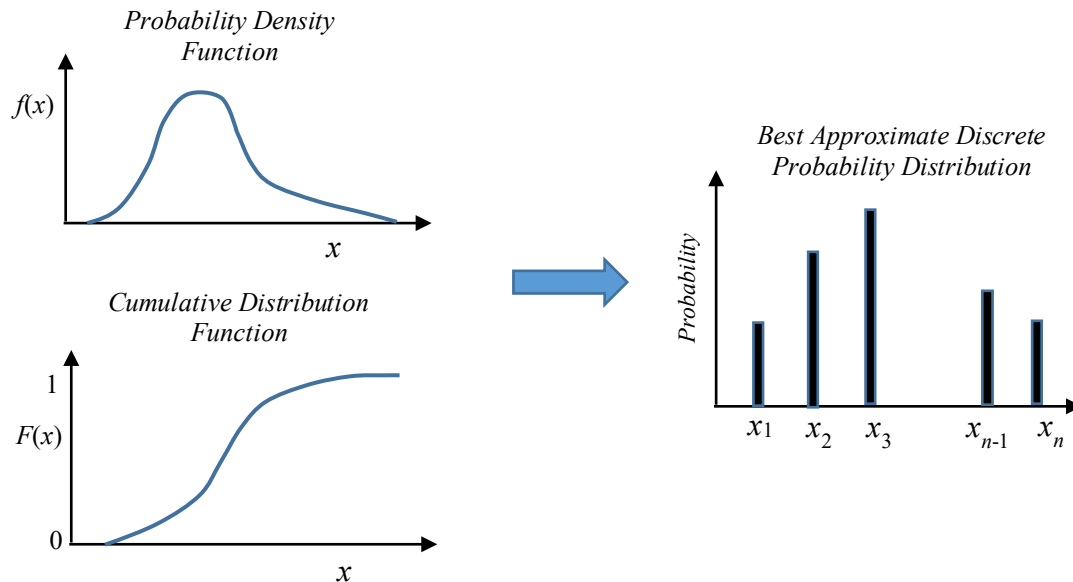 Probability Density
Function
f(x)
x
Cumulative Distribution
Function
1
F(x)
0
x
Best Approximate Discrete
Probability Distribution
Probability
x1 x2 x3 xn-1 xn